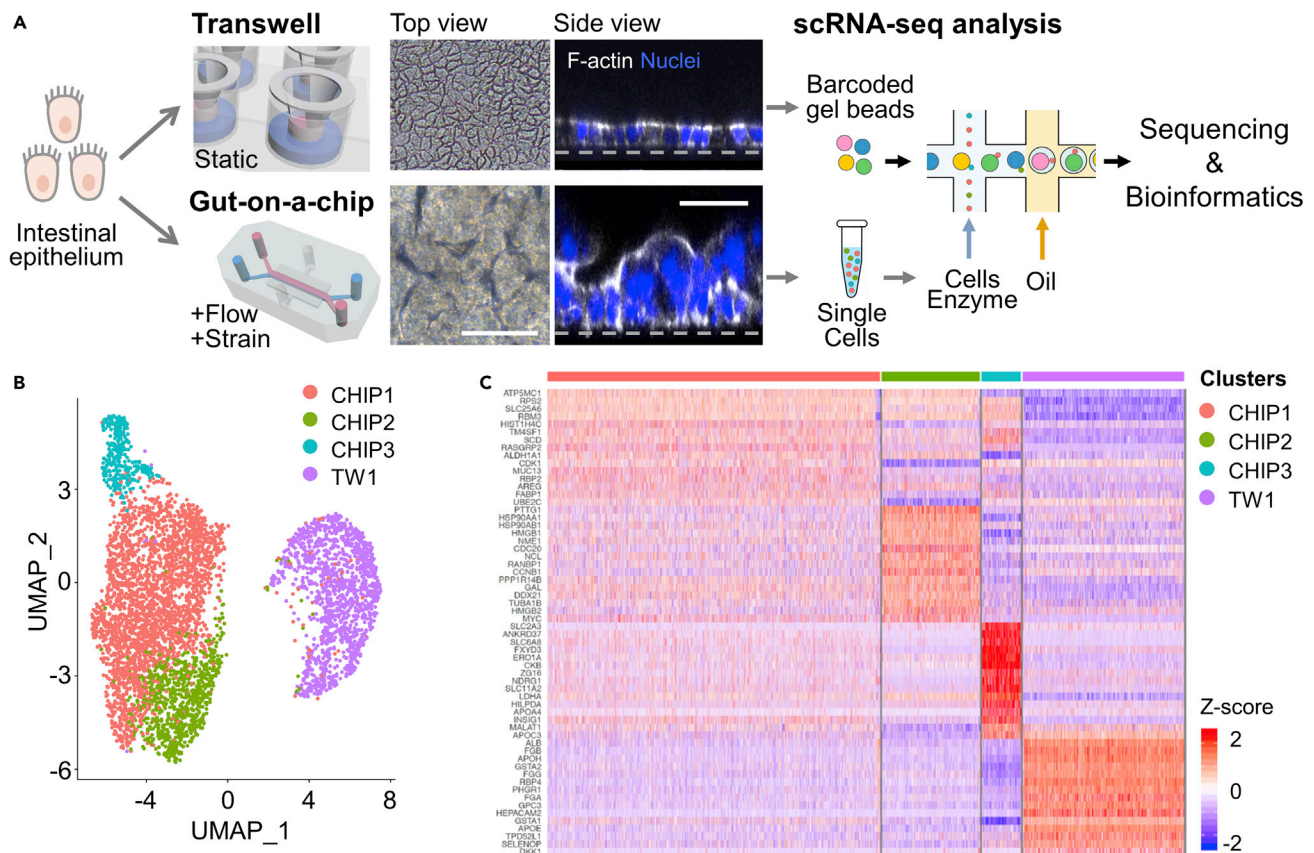 A
Transwell
Top view
Side view
scRNA-seq analysis
F-actin Nuclei
Barcoded
gel beads
Static
Sequencing
&
Bioinformatics
Gut-on-a-chip
Intestinal
epithelium
+Flow
+Strain
Single
Cells
Cells
Enzyme
Oil
B
CHIP1
CHIP2
CHIP3
TW1
3
0
-3
-6
UMAP_2
-4
0
4
8
UMAP_1
C
ATP5MC1
RPS2
SLC25A6
RBM3
HIST1H4C
TM4SF1
SCD
RASGRP2
ALDH1A1
CDK1
MUC13
RBP2
AREG
FABP1
UBE2C
PTTG1
HSP90AA1
HSP90AB1
HMGB1
NME1
CDC20
NCL
RANBP1
CCNB1
PPP1R14B
GAL
DDX21
TUBA1B
HMGB2
MYC
SLC2A3
ANKRD37
SLC6A8
FXYD3
ERO1A
CKB
ZG16
NDRG1
SLC11A2
LDHA
HILPDA
APOA4
INSIG1
MALAT1
APOC3
ALB
FGB
APOH
GSTA2
FGG
RBP4
PHGR1
FGA
GPC3
HEPACAM2
GSTA1
APOE
TPD52L1
SELENOP
DKK1
Clusters
CHIP1
CHIP2
CHIP3
TW1
Z-score
2
1
0
-1
-2